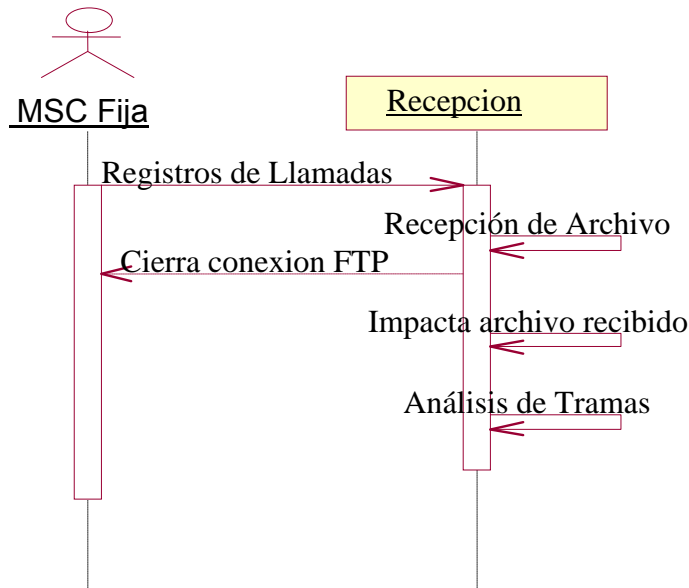 MSC Fija
Recepcion
Registros de Llamadas
Recepción de Archivo
Cierra conexion FTP
Impacta archivo recibido
Análisis de Tramas